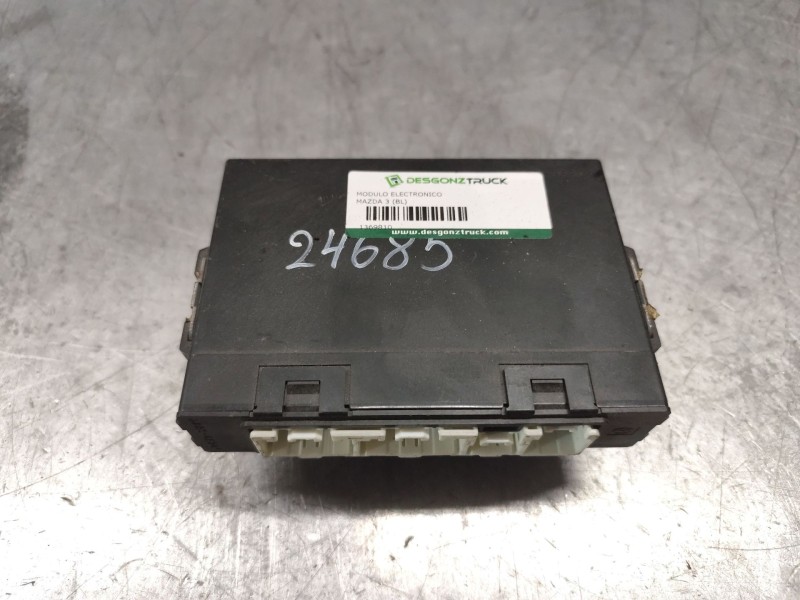 DESGONZTRUCK
MODULO ELECTRONICO
MAZDA 3 (BL)
www.desgonztruck.com
24685